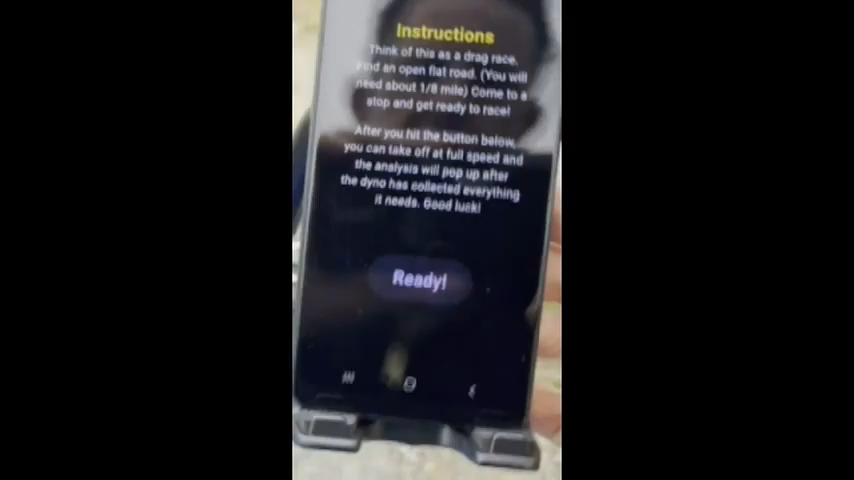 Instructions
Think of this as a drag race.
Find an open flat road. (You will
need about 1/8 mile) Come to a
stop and get ready to race!
After you hit the button below,
you can take off at full speed and
the analysis will pop up after
the dyno has collected everything
it needs. Good luck!
Ready!